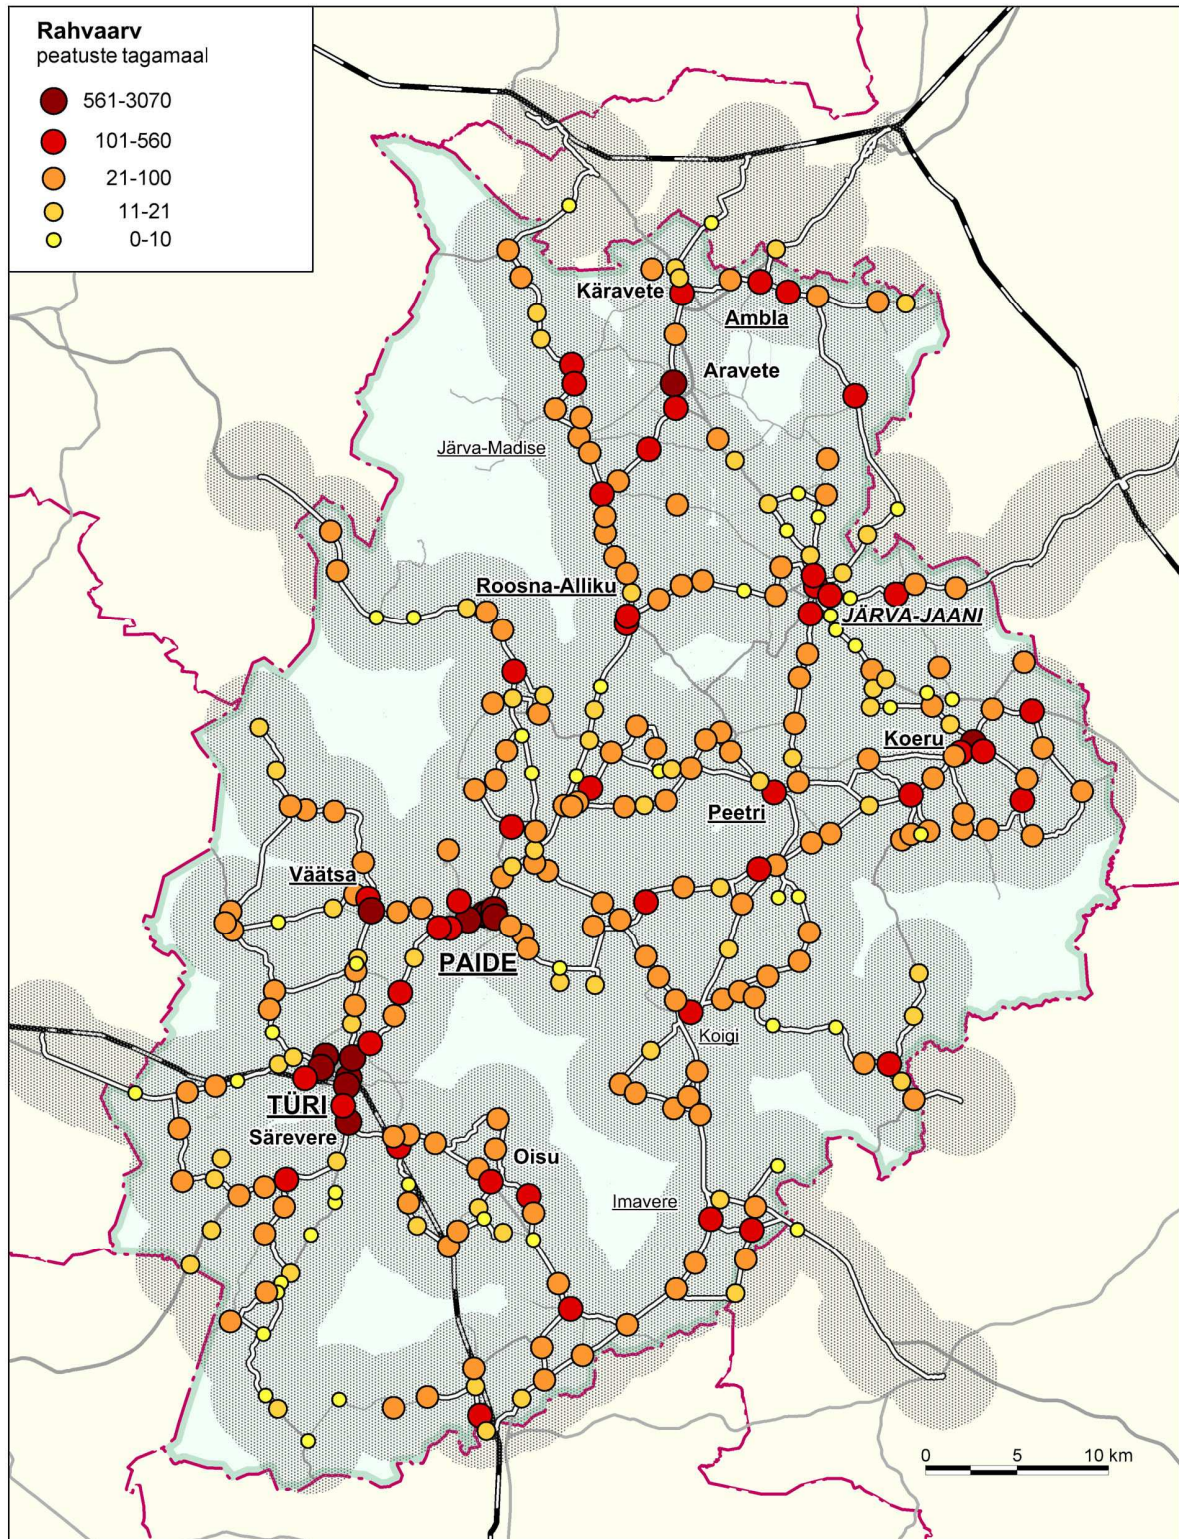 Rahvaarv
peatuste tagamaal
561-3070
101-560
21-100
11-21
0-10
Käravete
Ambla
Aravete
Järva-Madise
Roosna-Alliku
JÄRVA-JAANI
Koeru
Peetri
Väätsa
PAIDE
Koigi
TÜRI
Särevere
Oisu
Imavere
0 5 10 km